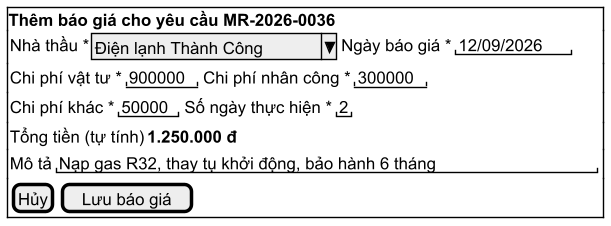 Thêm báo giá cho yêu cầu MR-2026-0036
Nhà thầu * Điện lạnh Thành Công ▼ Ngày báo giá * 12/09/2026
Chi phí vật tư * 900000 Chi phí nhân công * 300000
Chi phí khác * 50000 Số ngày thực hiện * 2
Tổng tiền (tự tính) 1.250.000 đ
Mô tả Nạp gas R32, thay tụ khởi động, bảo hành 6 tháng
Hủy Lưu báo giá